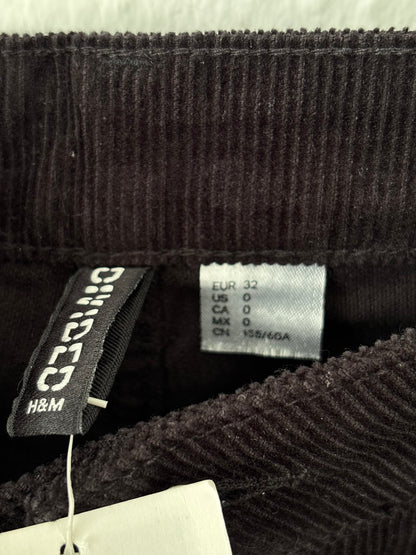 DIVIDED
H&M
EUR 32
US 0
CA 0
MX 0
CN 155/60A